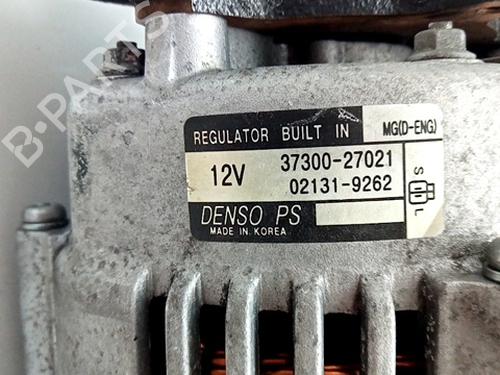 B-PARTS
REGULATOR BUILT IN MG(D-ENG)
12V 37300-27021
02131-9262
S L
DENSO PS
MADE IN KOREA